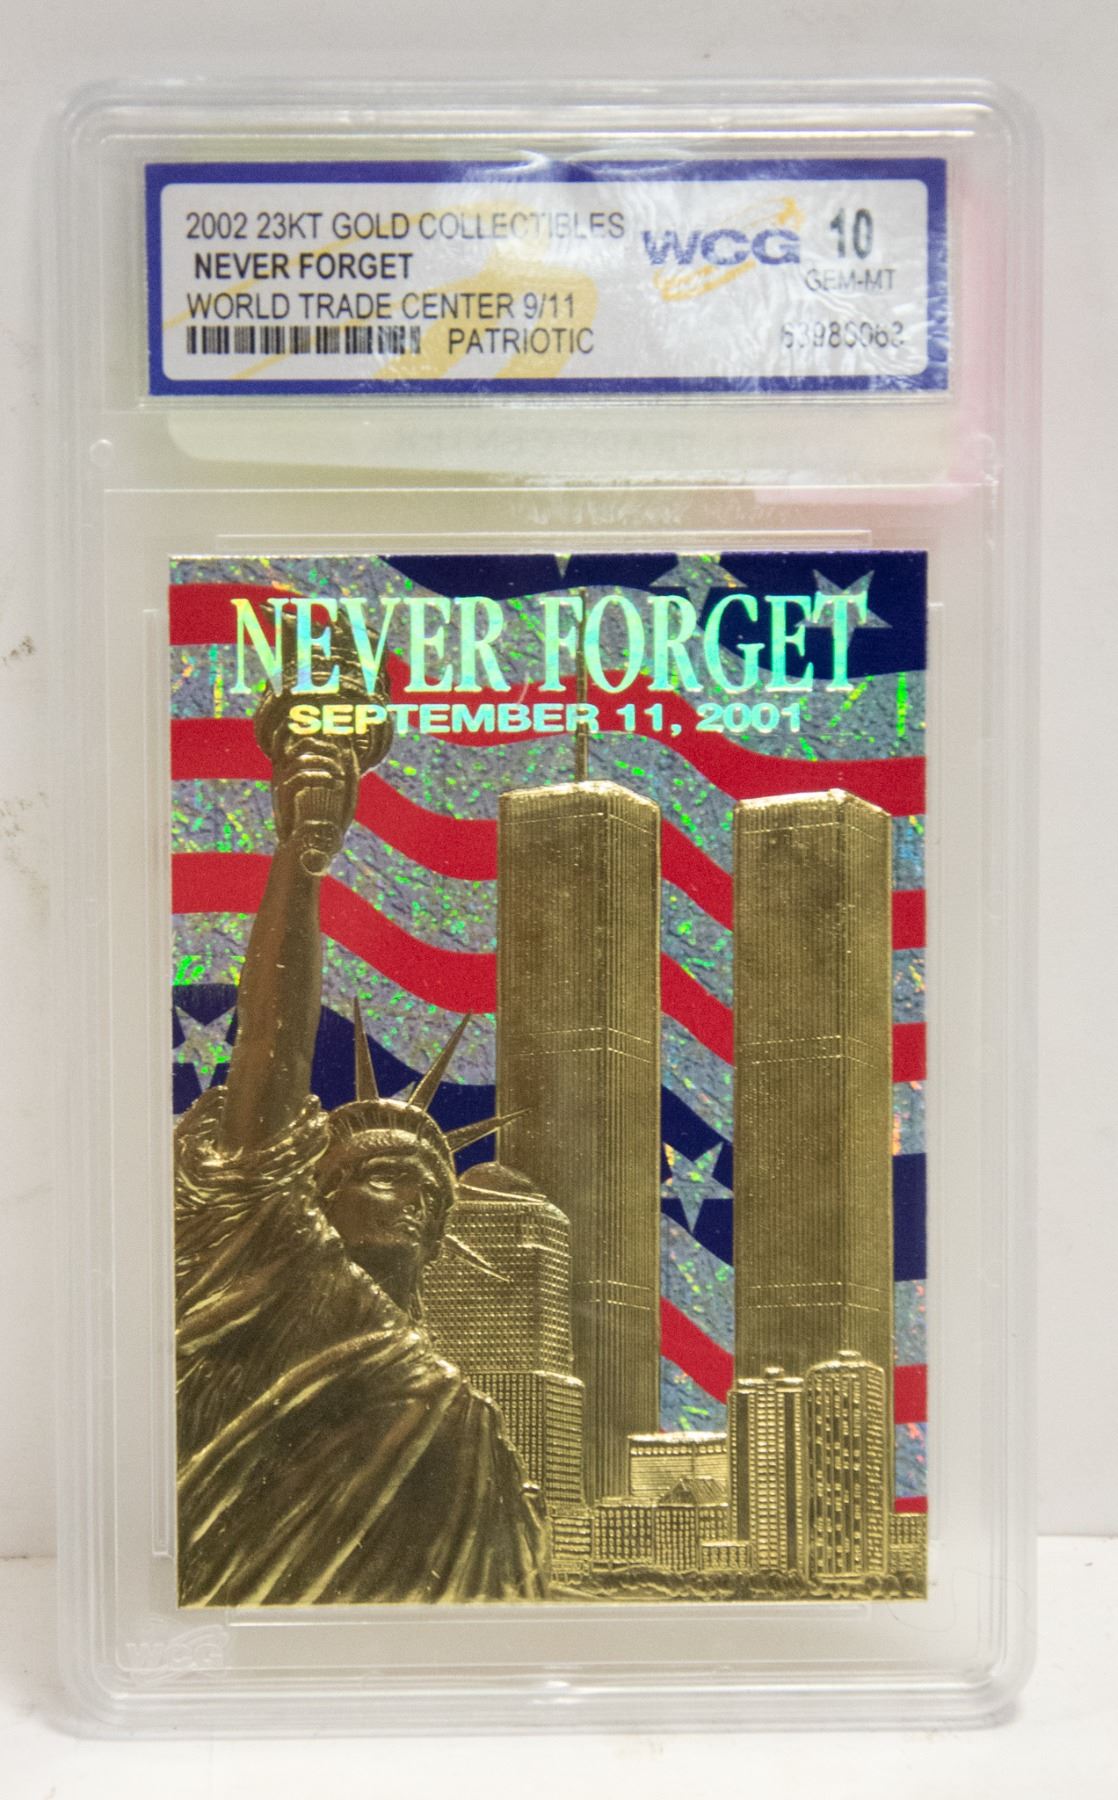 2002 23KT GOLD COLLECTIBLES
NEVER FORGET
WORLD TRADE CENTER 9/11
PATRIOTIC
WCG 10
GEM-MT
NEVER FORGET
SEPTEMBER 11, 2001
WCG